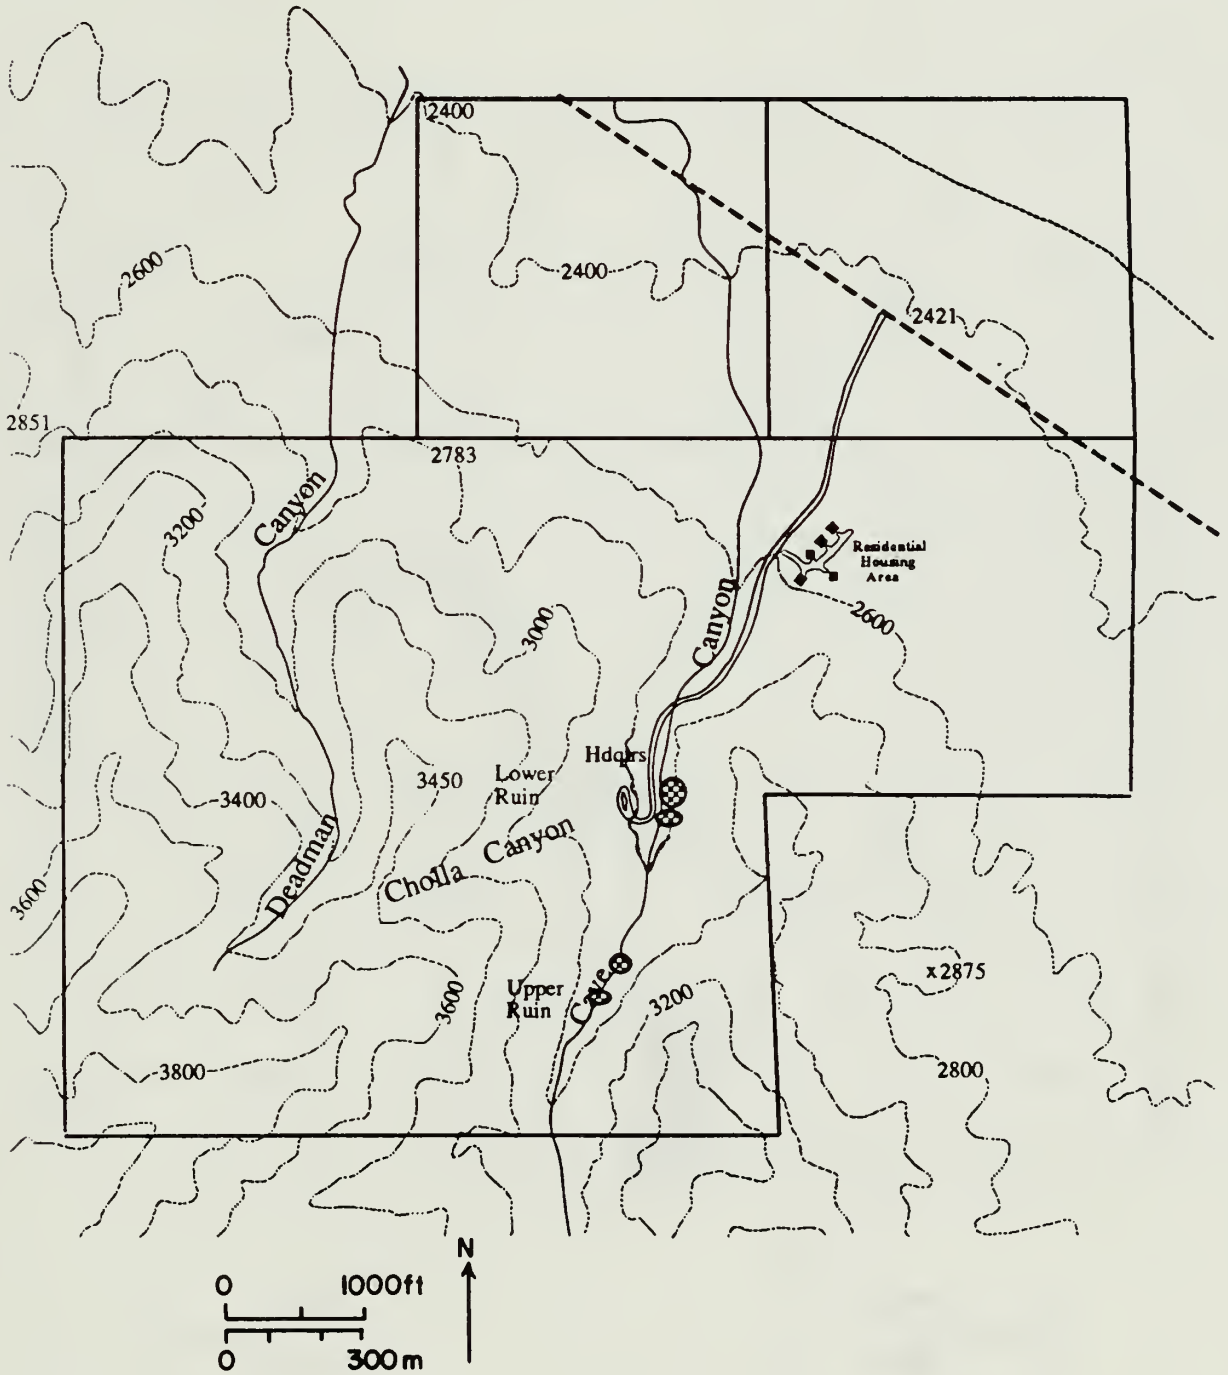 2400
2600
2400
2421
2851
2783
Canyon
3200
Residential
Housing
Area
Canyon
2600
3000
Hdqtrs
Lower
Ruin
3450
3400
Deadman
Cholla Canyon
3600
x2875
Upper
Ruin
Cave
3200
3600
3800
2800
N
0 1000ft
0 300m